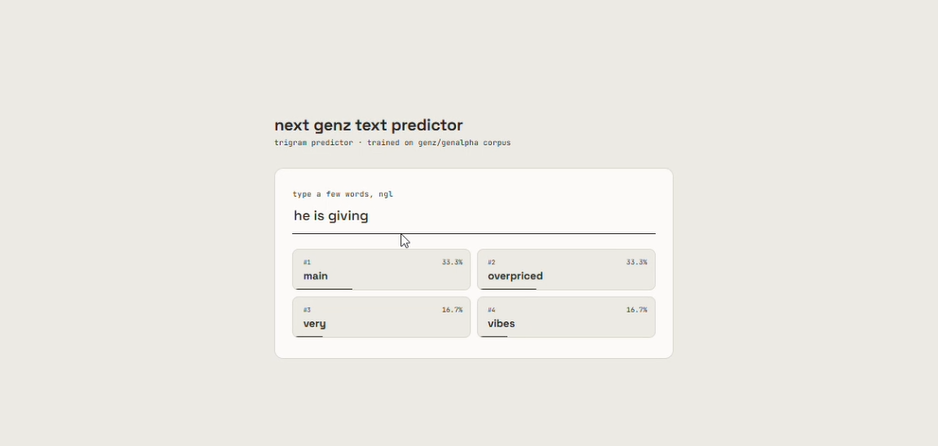 next genz text predictor
trigram predictor · trained on genz/genalpha corpus
type a few words, ngl
he is giving
#1 33.3%
main
#2 33.3%
overpriced
#3 16.7%
very
#4 16.7%
vibes